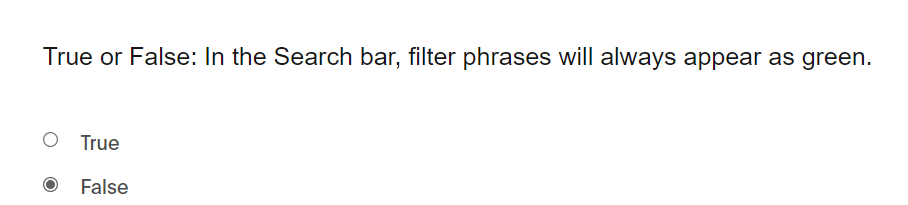 True or False: In the Search bar, filter phrases will always appear as green.
True
False